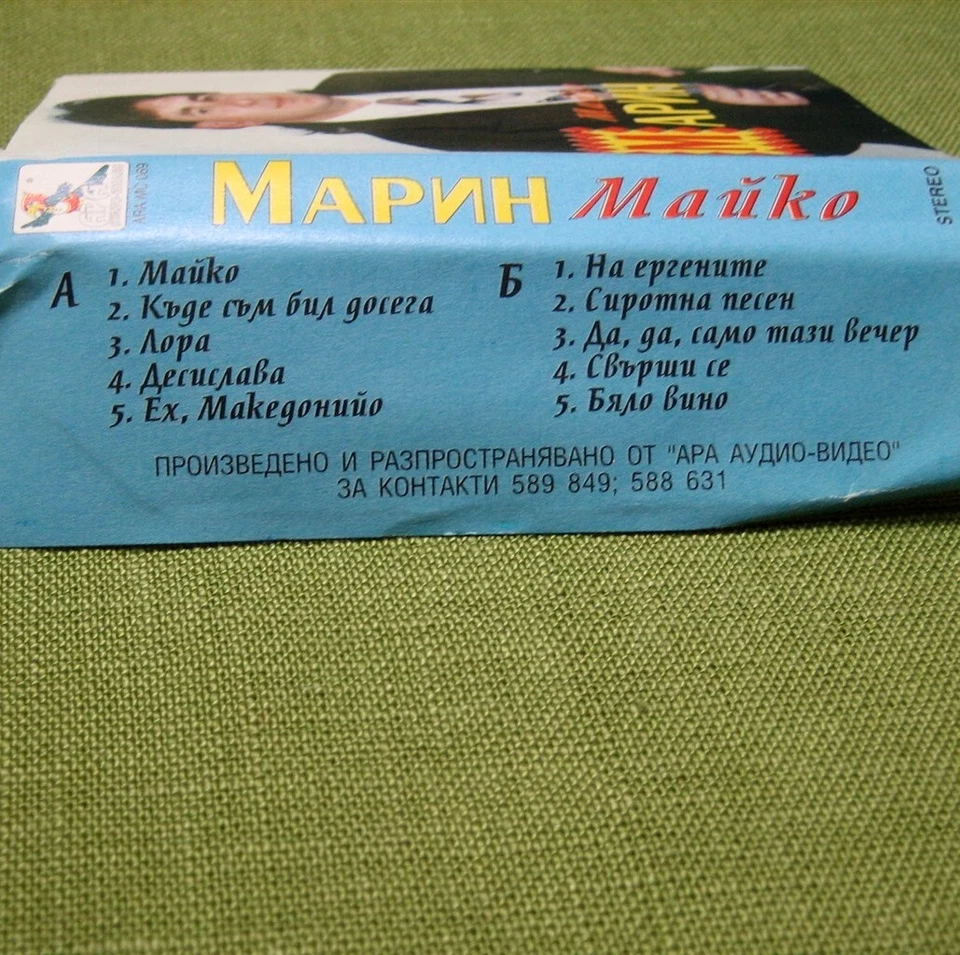 МАРИН
МАРИН Майко
STEREO
А
1. Майко
2. Къде съм бил досега
3. Лора
4. Десислава
5. Ех, Македонийо
Б
1. На ергените
2. Сиротна песен
3. Да, да, само тази вечер
4. Свърши се
5. Бяло вино
ПРОИЗВЕДЕНО И РАЗПРОСТРАНЯВАНО ОТ "АРА АУДИО-ВИДЕО"
ЗА КОНТАКТИ 589 849; 588 631